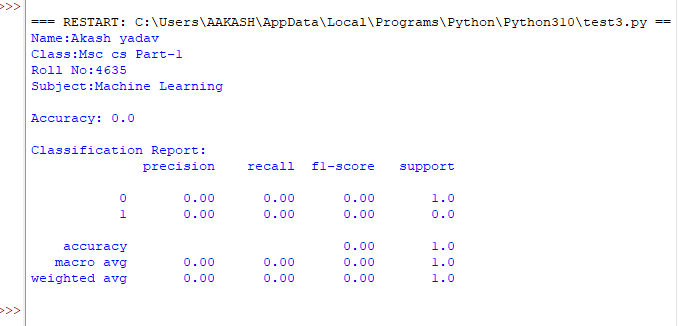 >>>
=== RESTART: C:\Users\AAKASH\AppData\Local\Programs\Python\Python310\test3.py ==
Name:Akash yadav
Class:Msc cs Part-1
Roll No:4635
Subject:Machine Learning
Accuracy: 0.0
Classification Report:
precision recall f1-score support
0 0.00 0.00 0.00 1.0
1 0.00 0.00 0.00 0.0
accuracy 0.00 1.0
macro avg 0.00 0.00 0.00 1.0
weighted avg 0.00 0.00 0.00 1.0
>>>